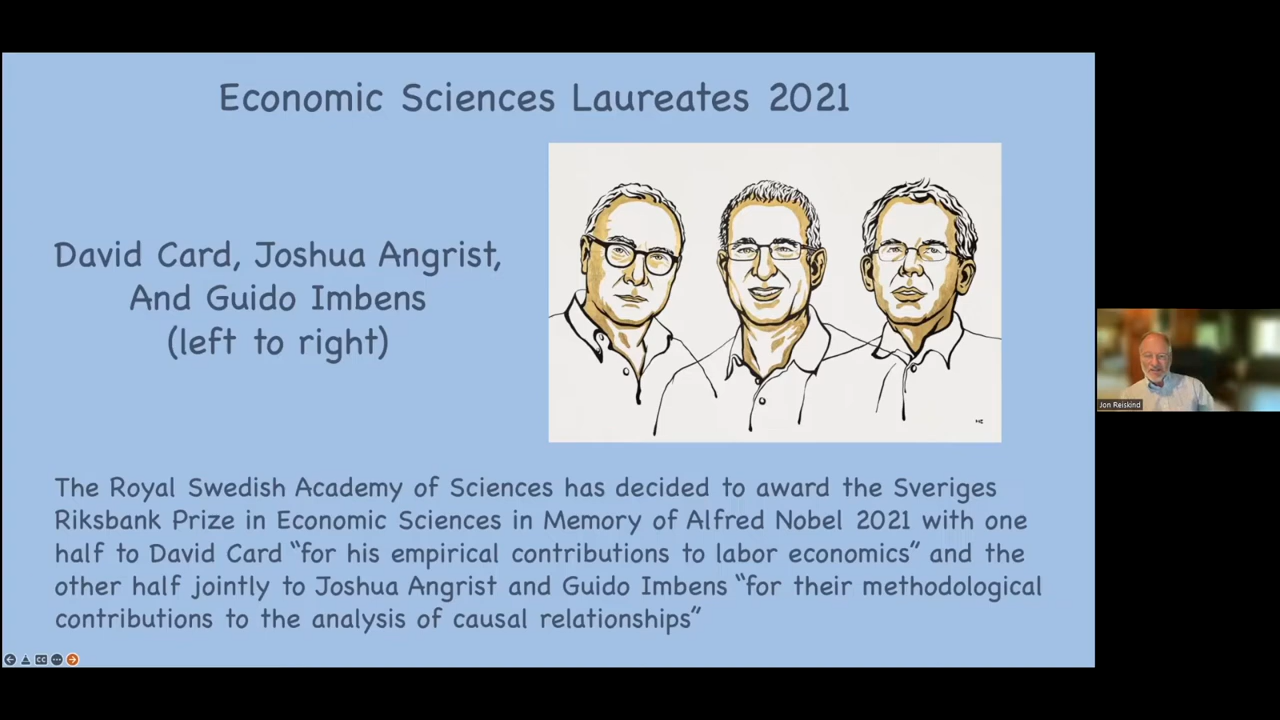 Economic Sciences Laureates 2021
David Card, Joshua Angrist,
And Guido Imbens
(left to right)
The Royal Swedish Academy of Sciences has decided to award the Sveriges
Riksbank Prize in Economic Sciences in Memory of Alfred Nobel 2021 with one
half to David Card “for his empirical contributions to labor economics” and the
other half jointly to Joshua Angrist and Guido Imbens “for their methodological
contributions to the analysis of causal relationships”
CC
Jon Reiskind